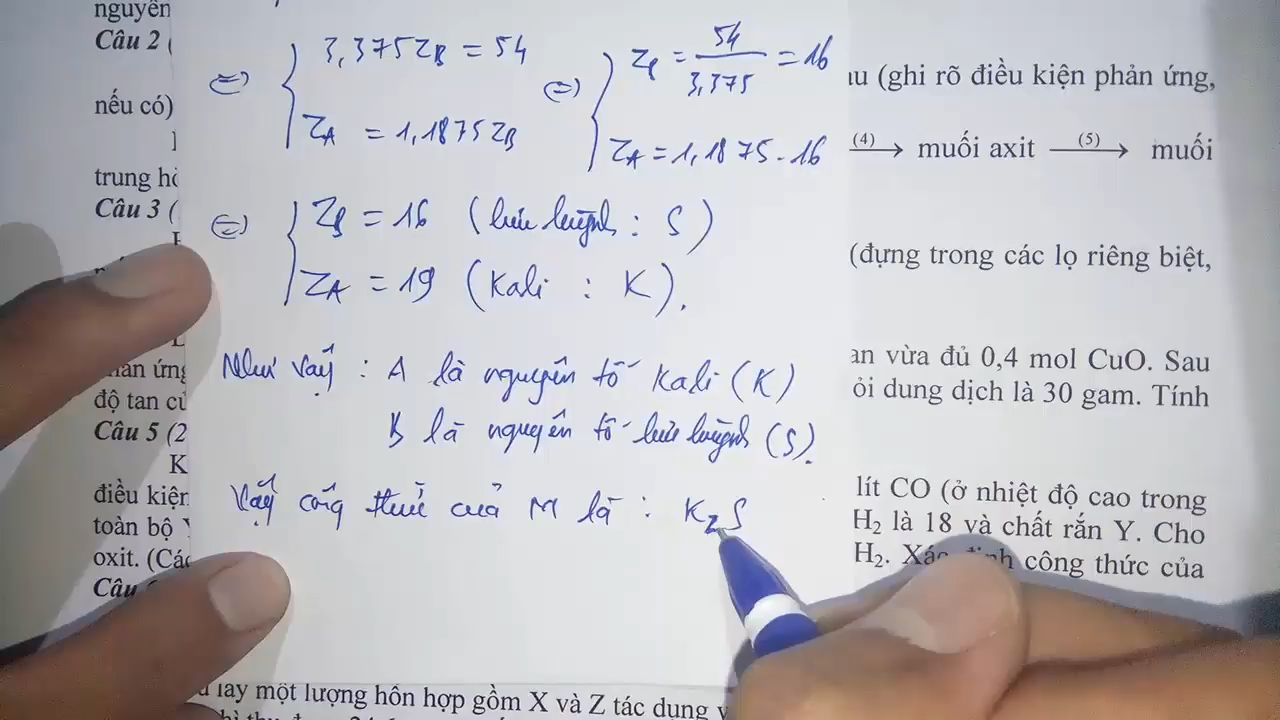 nguyên
Câu 2 (
nếu có)
trung hò
Câu 3 (
⇔ { 3,375Z_B = 54
Z_A = 1,1875Z_B
⇔ { Z_B = 54/3,375 = 16
Z_A = 1,1875 . 16
⇔ { Z_B = 16 (lưu huỳnh : S)
Z_A = 19 (Kali : K).
Như vậy : A là nguyên tố Kali (K)
B là nguyên tố lưu huỳnh (S).
Vậy công thức của M là : K₂S
(ghi rõ điều kiện phản ứng,
(4) → muối axit (5) → muối
(đựng trong các lọ riêng biệt,
vừa đủ 0,4 mol CuO. Sau
dung dịch là 30 gam. Tính
ứng
độ tan củ
Câu 5 (2
K
điều kiện
toàn bộ Y
oxit. (Các
Câu
lít CO (ở nhiệt độ cao trong
H₂ là 18 và chất rắn Y. Cho
H₂. Xác định công thức của
lấy một lượng hỗn hợp gồm X và Z tác dụng v